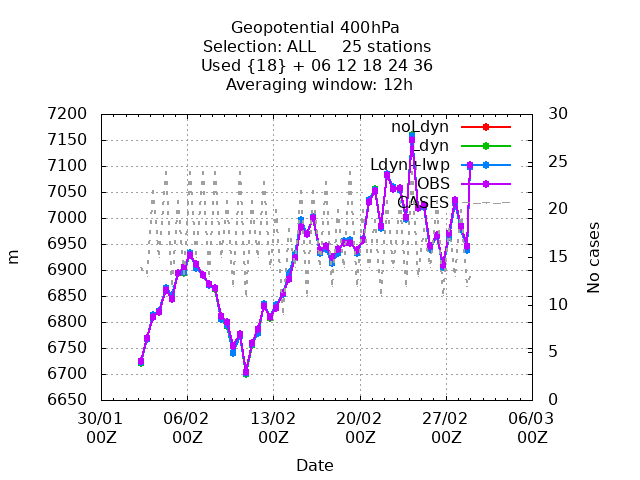 Geopotential 400hPa
Selection: ALL 25 stations
Used {18} + 06 12 18 24 36
Averaging window: 12h
7200
7150
7100
7050
7000
6950
6900
6850
6800
6750
6700
6650
m
30
25
20
15
10
5
0
No cases
noLdyn
Ldyn
Ldyn+lwp
OBS
CASES
30/01 06/02 13/02 20/02 27/02 06/03
00Z 00Z 00Z 00Z 00Z 00Z
Date